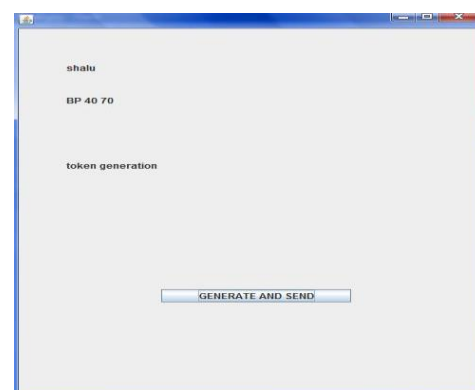 shalu
BP 40 70
token generation
GENERATE AND SEND